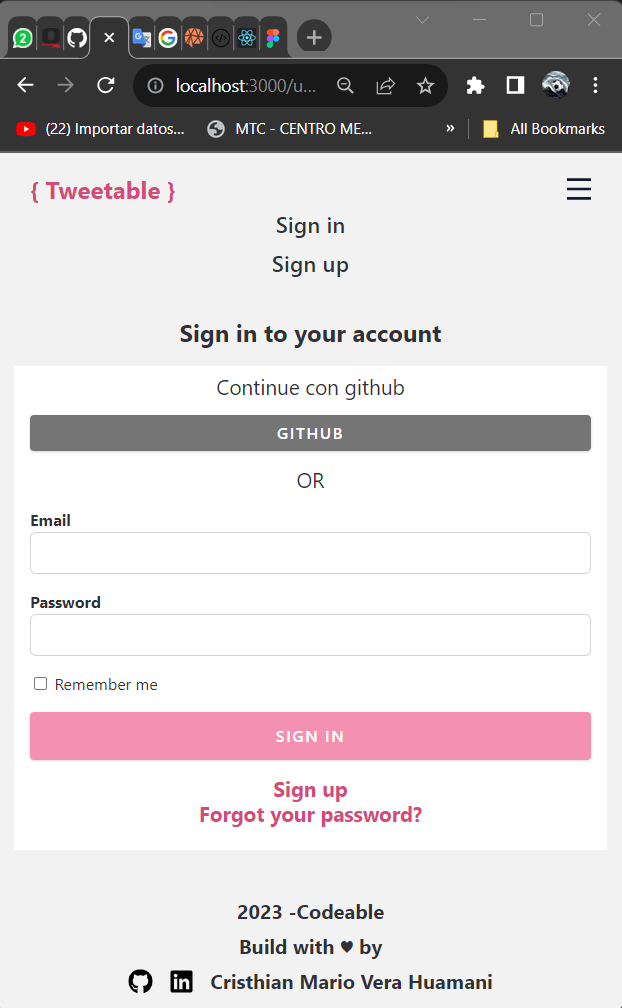 2
localhost:3000/u...
(22) Importar datos...
MTC - CENTRO ME...
»
All Bookmarks
{ Tweetable }
Sign in
Sign up
Sign in to your account
Continue con github
GITHUB
OR
Email
Password
Remember me
SIGN IN
Sign up
Forgot your password?
2023 -Codeable
Build with ♥ by
Cristhian Mario Vera Huamani